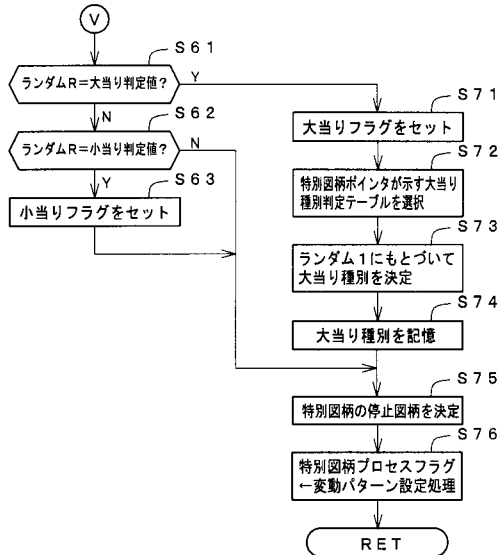 V
S61
ランダムR=大当り判定値?
Y
N
S62
ランダムR=小当り判定値?
N
Y
S63
小当りフラグをセット
S71
大当りフラグをセット
S72
特別図柄ポインタが示す大当り
種別判定テーブルを選択
S73
ランダム1にもとづいて
大当り種別を決定
S74
大当り種別を記憶
S75
特別図柄の停止図柄を決定
S76
特別図柄プロセスフラグ
←変動パターン設定処理
RET